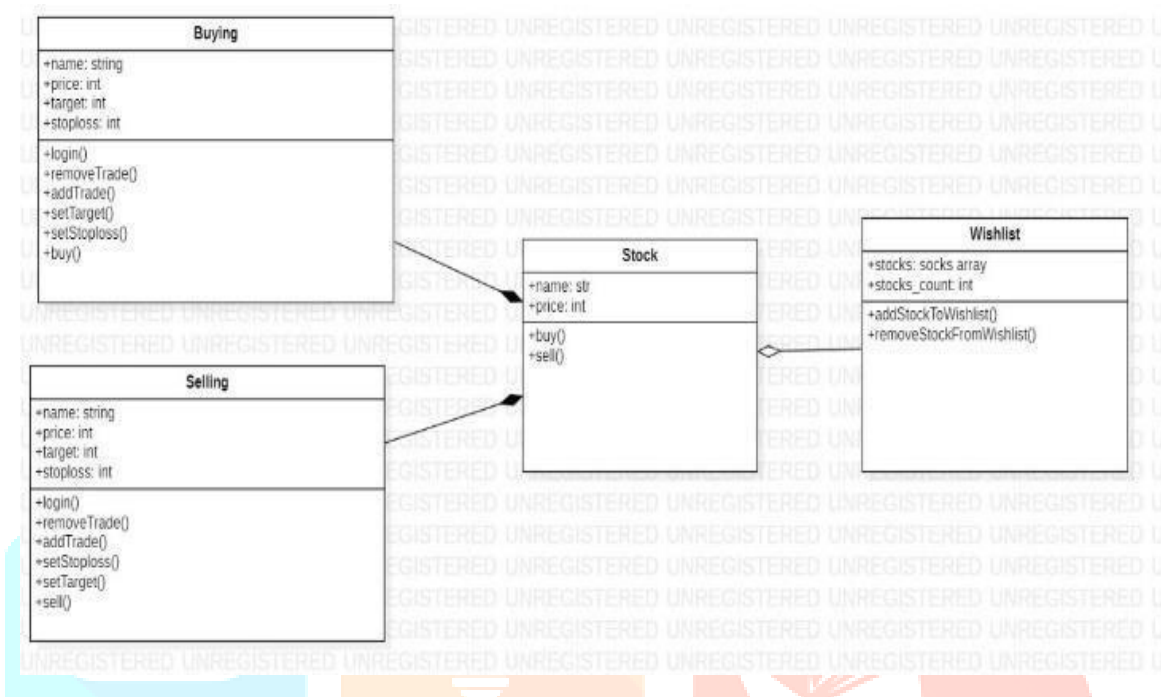 Buying
+name: string
+price: int
+target: int
+stoploss: int
+login()
+removeTrade()
+addTrade()
+setTarget()
+setStoploss()
+buy()
Selling
+name: string
+price: int
+target: int
+stoploss: int
+login()
+removeTrade()
+addTrade()
+setStoploss()
+setTarget()
+sell()
Stock
+name: str
+price: int
+buy()
+sell()
Wishlist
+stocks: socks array
+stocks_count: int
+addStockToWishlist()
+removeStockFromWishlist()
UNREGISTERED UNREGISTERED UNREGISTERED UNREGISTERED UNREGISTERED UNREGISTERED UNREGISTERED